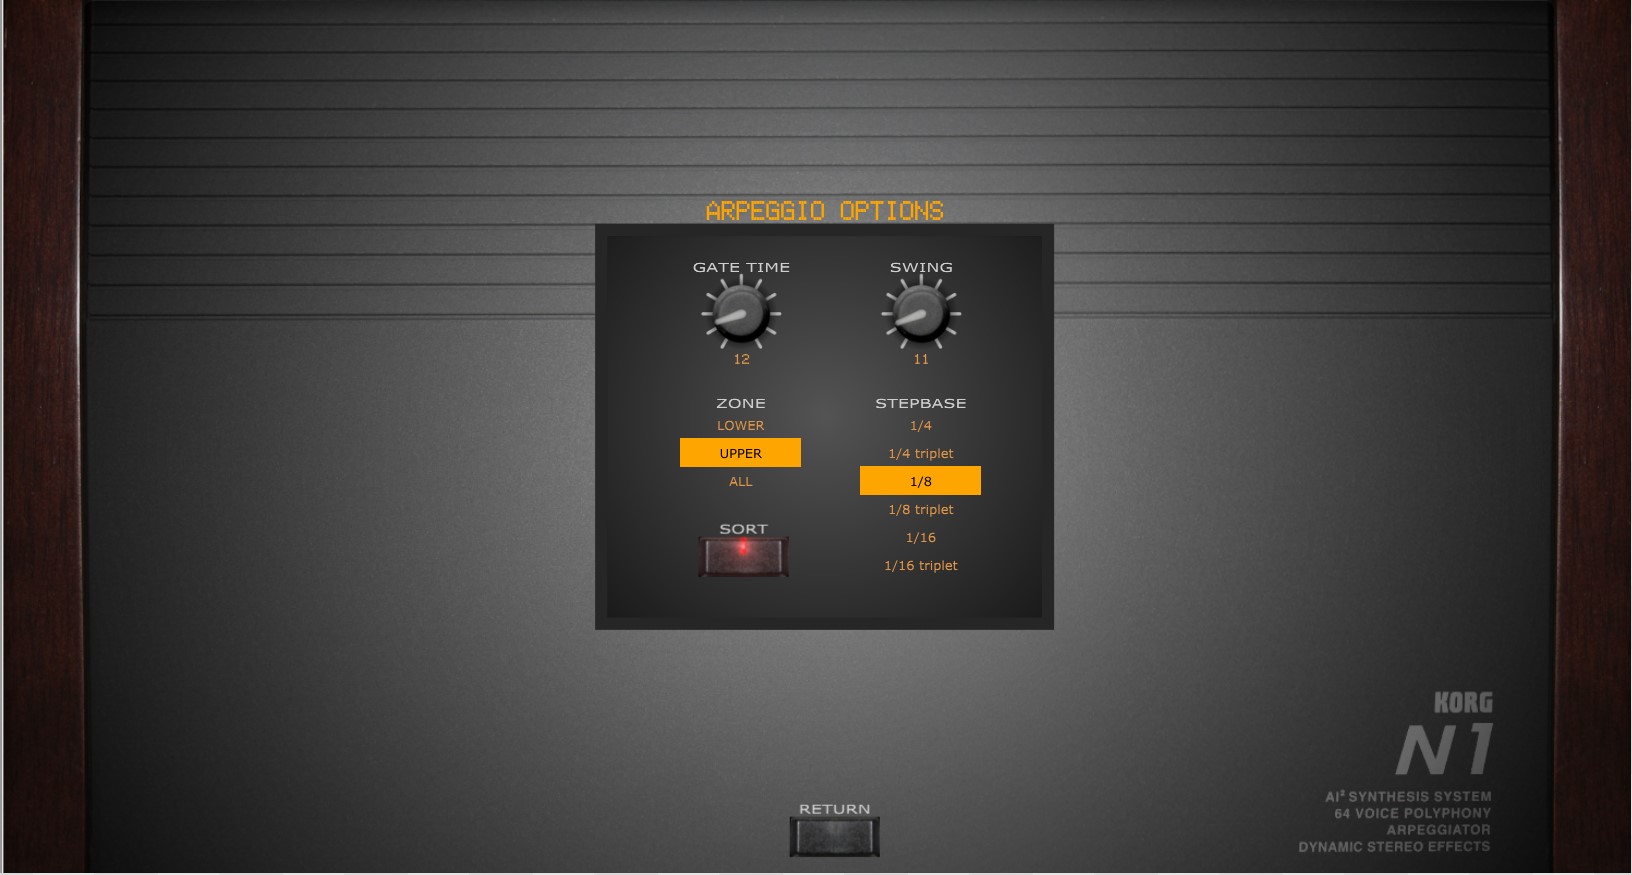 ARPEGGIO OPTIONS
GATE TIME
SWING
12
11
ZONE
LOWER
UPPER
ALL
STEPBASE
1/4
1/4 triplet
1/8
1/8 triplet
1/16
1/16 triplet
SORT
KORG
N1
AI² SYNTHESIS SYSTEM
64 VOICE POLYPHONY
ARPEGGIATOR
DYNAMIC STEREO EFFECTS
RETURN